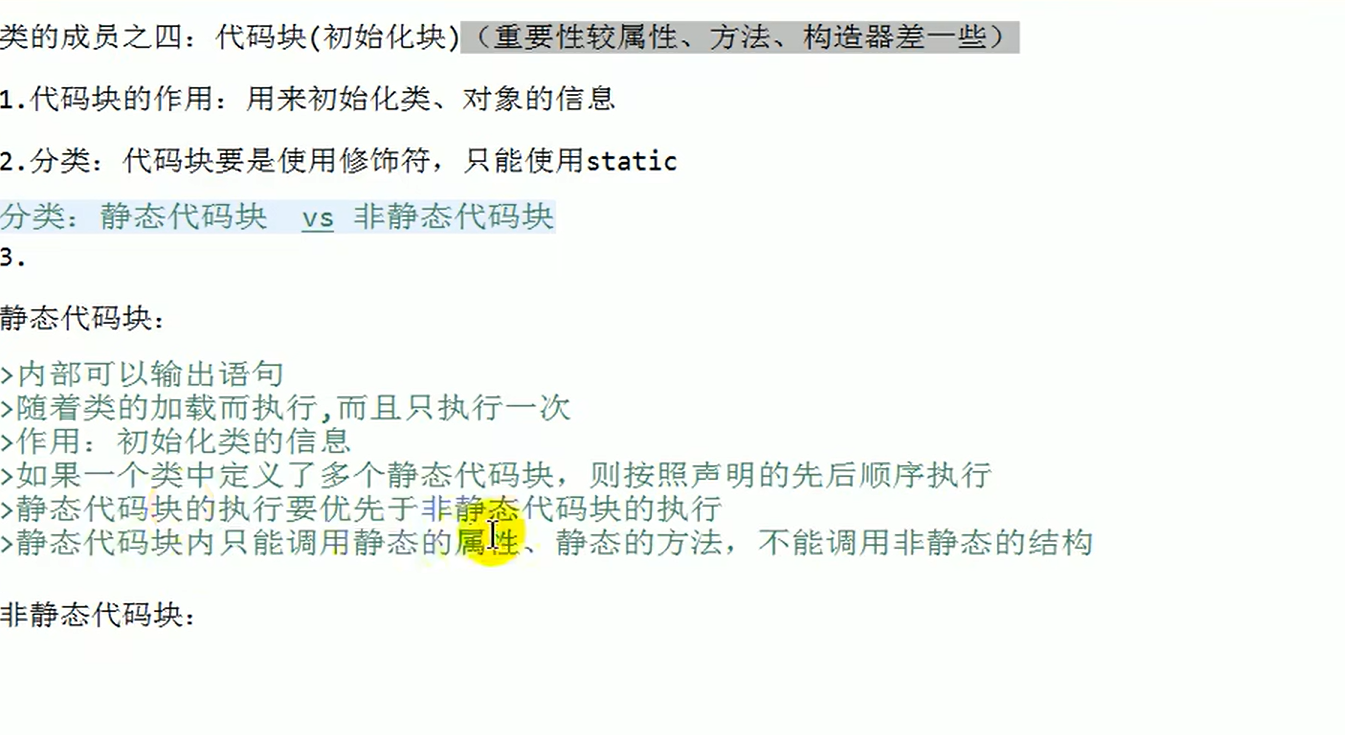 类的成员之四：代码块(初始化块)（重要性较属性、方法、构造器差一些）
1.代码块的作用：用来初始化类、对象的信息
2.分类：代码块要是使用修饰符，只能使用static
分类：静态代码块 vs 非静态代码块
3.
静态代码块：
>内部可以输出语句
>随着类的加载而执行,而且只执行一次
>作用：初始化类的信息
>如果一个类中定义了多个静态代码块，则按照声明的先后顺序执行
>静态代码块的执行要优先于非静态代码块的执行
>静态代码块内只能调用静态的属性、静态的方法，不能调用非静态的结构
非静态代码块：